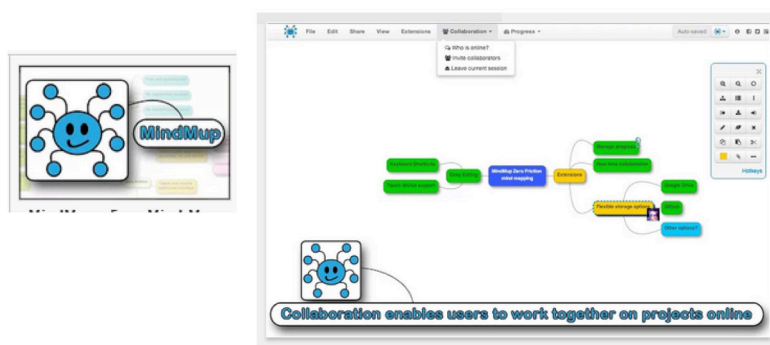 MindMup
File Edit Share View Extensions Collaboration Progress Auto saved
Who is online?
Invite collaborators
Leave current session
Keyboard Shortcuts
Touch device support
Easy Editing
MindMup Zero Friction
mind mapping
Extensions
Manage progress
Real time collaboration
Flexible storage options
Google Drive
Github
Other options?
Hotkeys
Collaboration enables users to work together on projects online